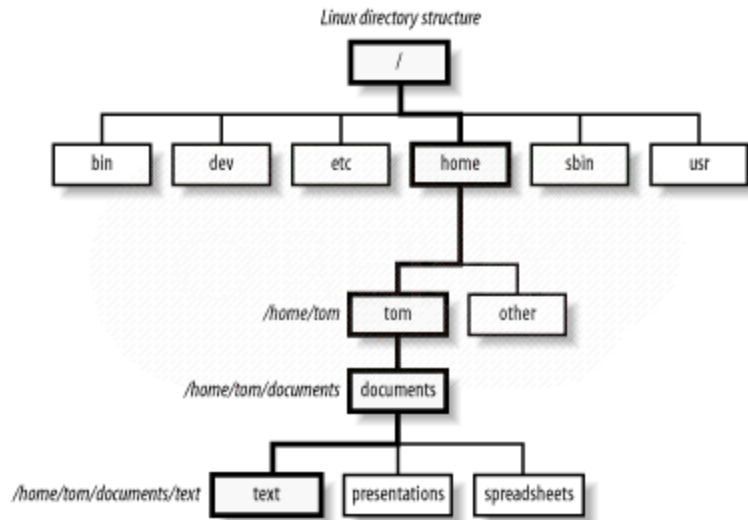 Linux directory structure
/
bin dev etc home sbin usr
/home/tom tom other
/home/tom/documents documents
/home/tom/documents/text text presentations spreadsheets